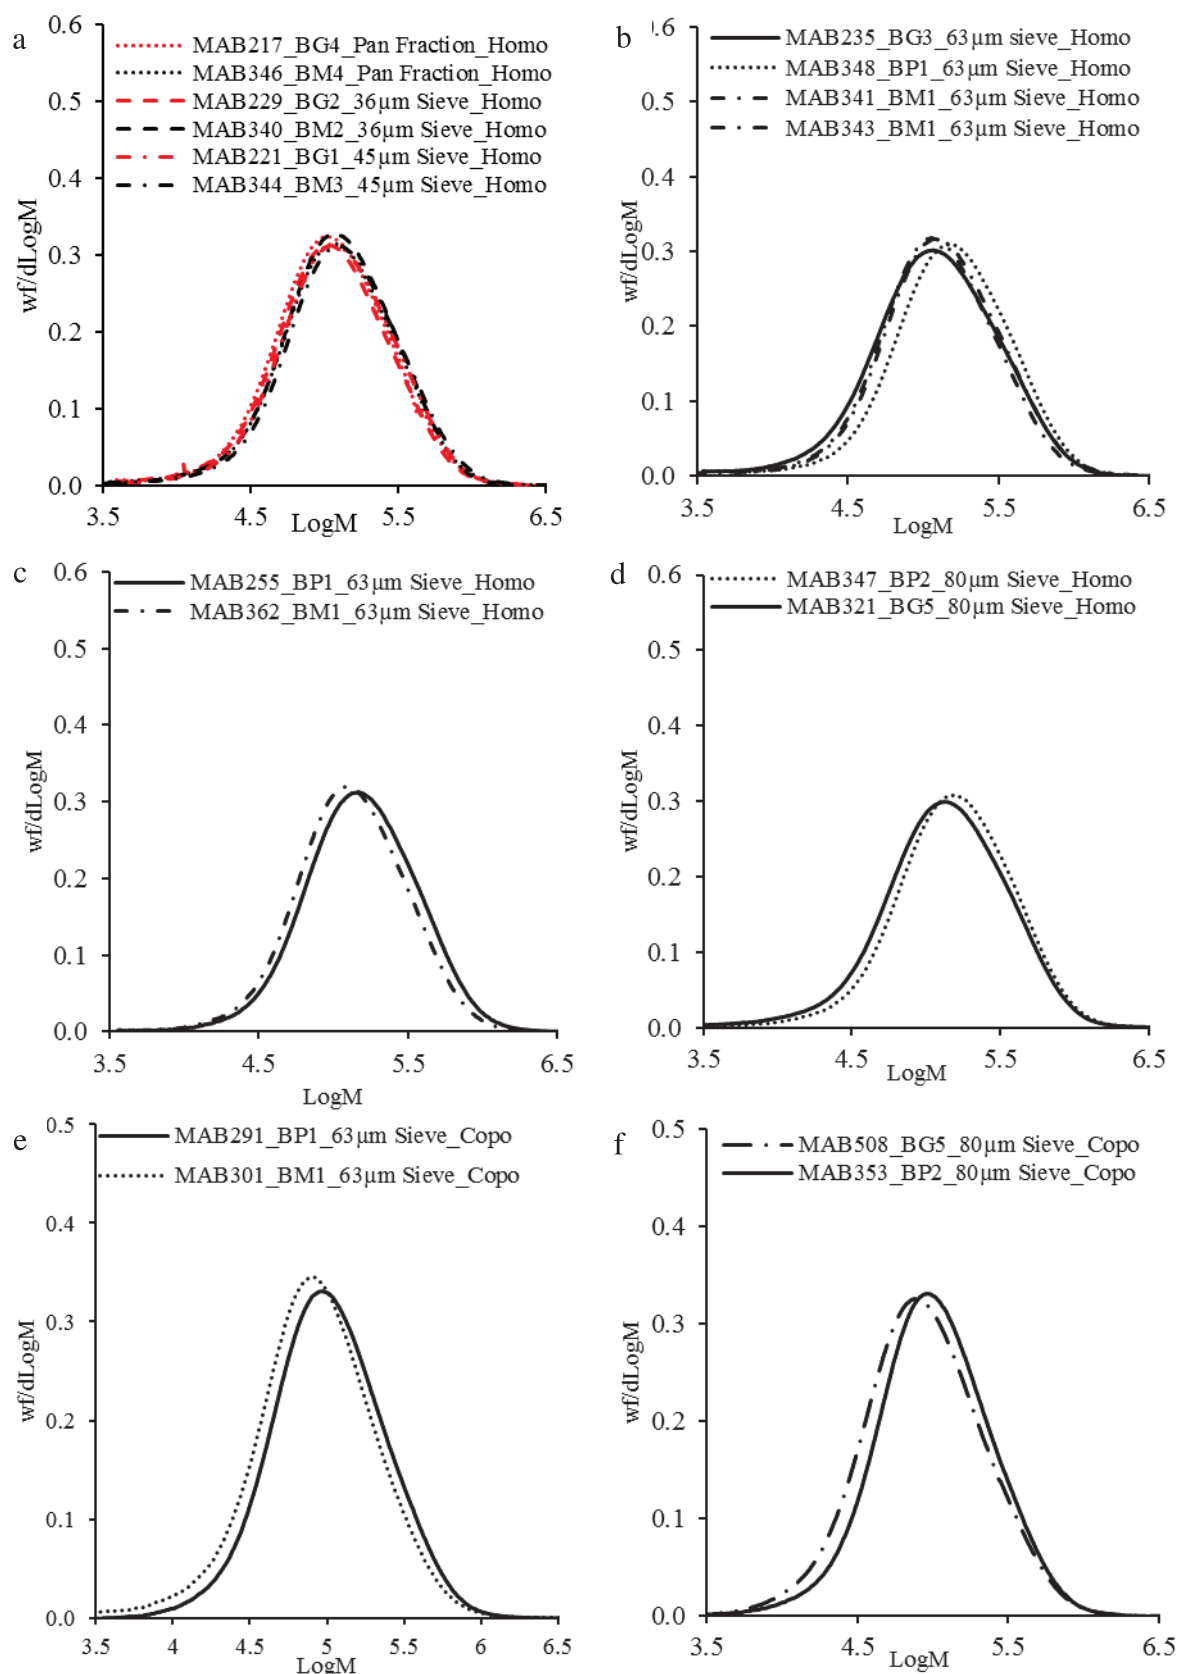 a
0.6
0.5
0.4
0.3
0.2
0.1
0.0
wf/dLogM
MAB217_BG4_Pan Fraction_Homo
MAB346_BM4_Pan Fraction_Homo
MAB229_BG2_36µm Sieve_Homo
MAB340_BM2_36µm Sieve_Homo
MAB221_BG1_45µm Sieve_Homo
MAB344_BM3_45µm Sieve_Homo
3.5 4.5 5.5 6.5
LogM
b
0.6
0.5
0.4
0.3
0.2
0.1
0.0
wf/dLogM
MAB235_BG3_63µm sieve_Homo
MAB348_BP1_63µm Sieve_Homo
MAB341_BM1_63µm Sieve_Homo
MAB343_BM1_63µm Sieve_Homo
3.5 4.5 5.5 6.5
LogM
c
0.6
0.5
0.4
0.3
0.2
0.1
0.0
wf/dLogM
MAB255_BP1_63µm Sieve_Homo
MAB362_BM1_63µm Sieve_Homo
3.5 4.5 5.5 6.5
LogM
d
0.6
0.5
0.4
0.3
0.2
0.1
0.0
wf/dLogM
MAB347_BP2_80µm Sieve_Homo
MAB321_BG5_80µm Sieve_Homo
3.5 4.5 5.5 6.5
LogM
e
0.5
0.4
0.3
0.2
0.1
0.0
wf/dLogM
MAB291_BP1_63µm Sieve_Copo
MAB301_BM1_63µm Sieve_Copo
3.5 4 4.5 5 5.5 6 6.5
LogM
f
0.5
0.4
0.3
0.2
0.1
0.0
wf/dLogM
MAB508_BG5_80µm Sieve_Copo
MAB353_BP2_80µm Sieve_Copo
3.5 4.5 5.5 6.5
LogM